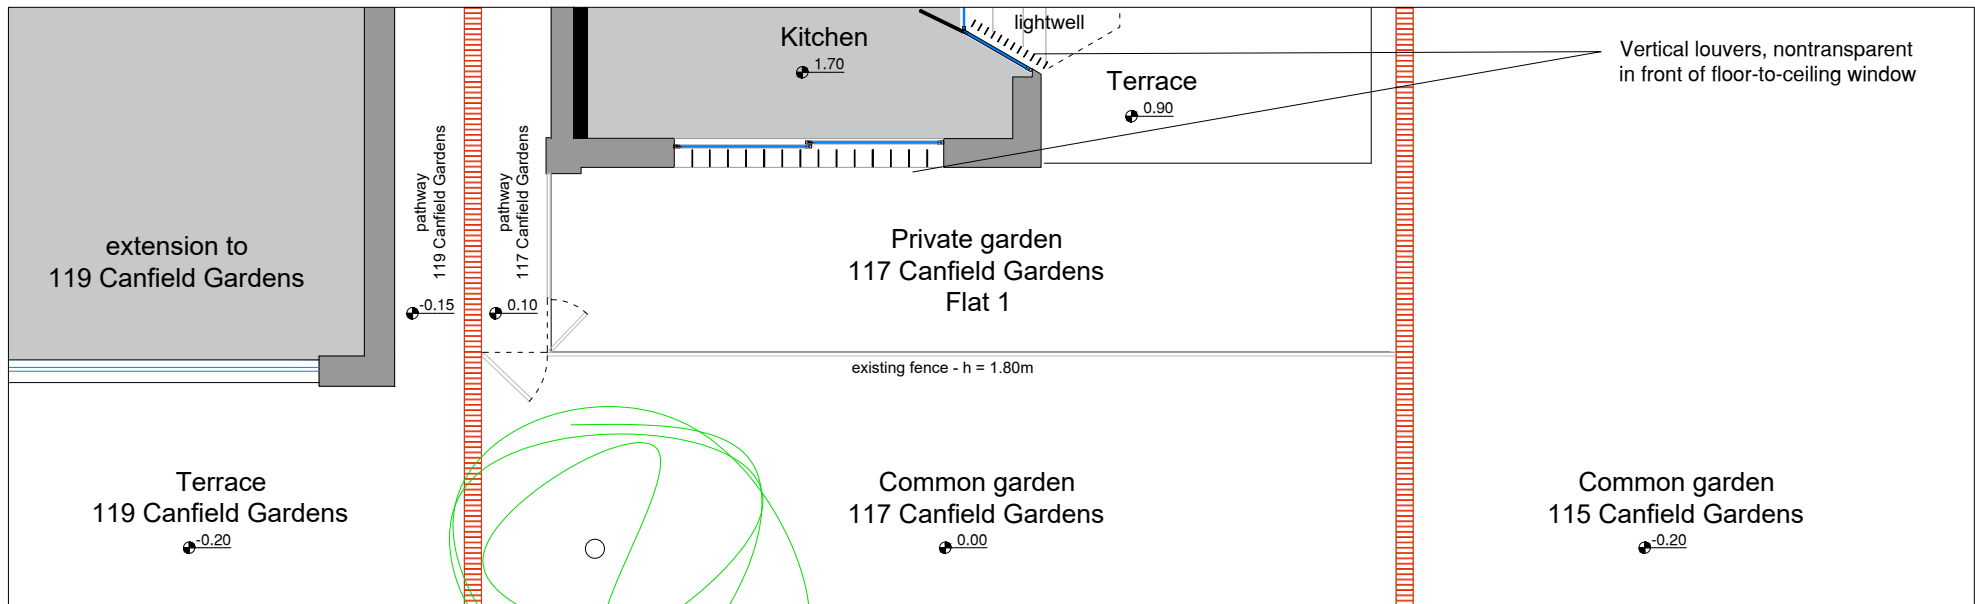 lightwell
Kitchen
1.70
Vertical louvers, nontransparent
in front of floor-to-ceiling window
Terrace
0.90
pathway
119 Canfield Gardens
pathway
117 Canfield Gardens
extension to
119 Canfield Gardens
Private garden
117 Canfield Gardens
Flat 1
-0.15
0.10
existing fence - h = 1.80m
Terrace
119 Canfield Gardens
-0.20
Common garden
117 Canfield Gardens
0.00
Common garden
115 Canfield Gardens
-0.20